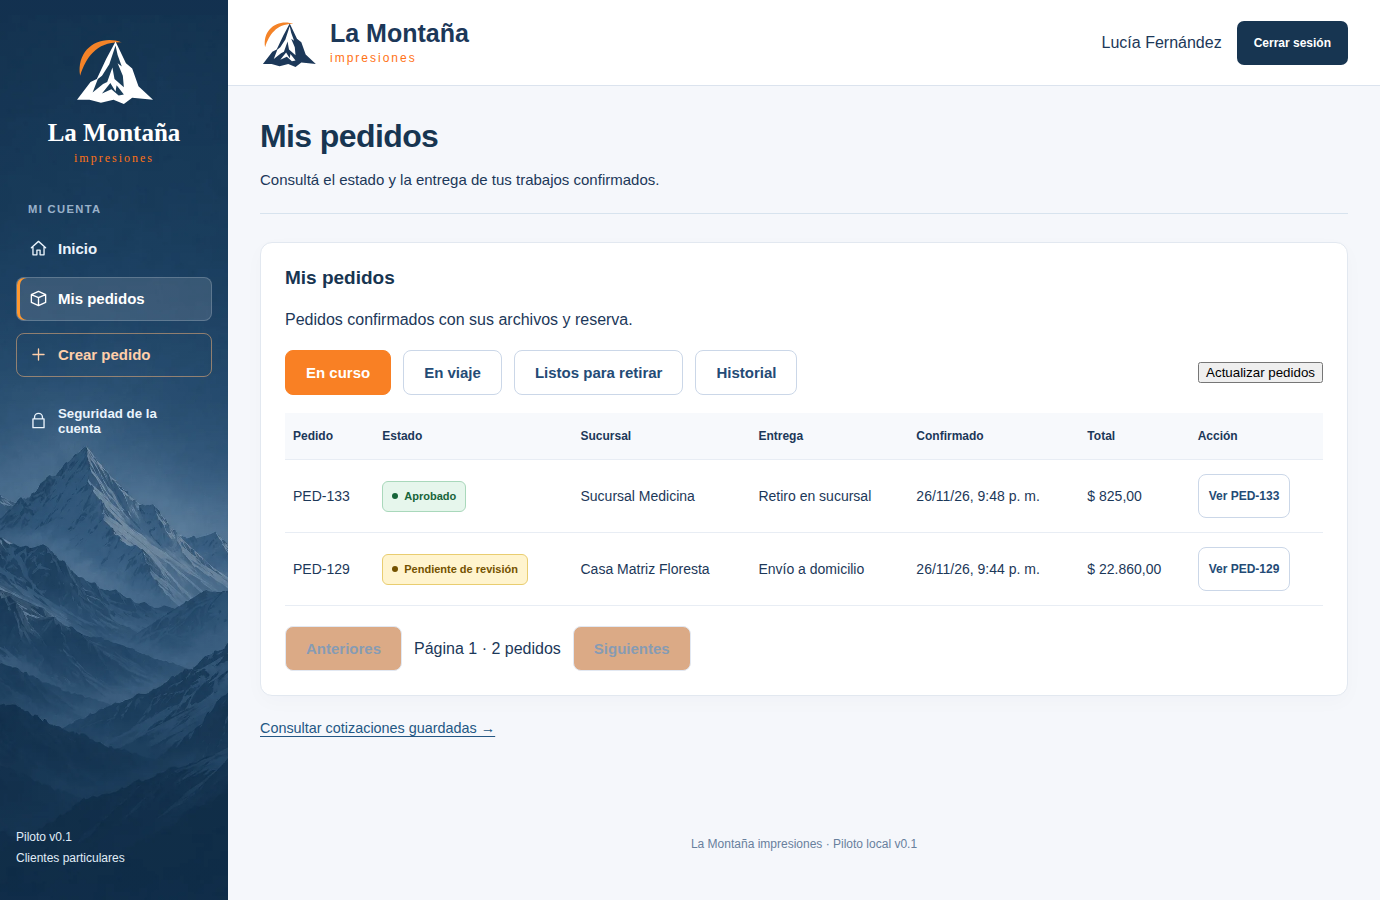 La Montaña
impresiones
MI CUENTA
Inicio
Mis pedidos
Crear pedido
Seguridad de la
cuenta
Piloto v0.1
Clientes particulares
La Montaña
impresiones
Lucía Fernández
Cerrar sesión
Mis pedidos
Consultá el estado y la entrega de tus trabajos confirmados.
Mis pedidos
Pedidos confirmados con sus archivos y reserva.
En curso En viaje Listos para retirar Historial Actualizar pedidos
Pedido Estado Sucursal Entrega Confirmado Total Acción
PED-133 Aprobado Sucursal Medicina Retiro en sucursal 26/11/26, 9:48 p. m. $ 825,00 Ver PED-133
PED-129 Pendiente de revisión Casa Matriz Floresta Envío a domicilio 26/11/26, 9:44 p. m. $ 22.860,00 Ver PED-129
Anteriores Página 1 · 2 pedidos Siguientes
Consultar cotizaciones guardadas →
La Montaña impresiones · Piloto local v0.1